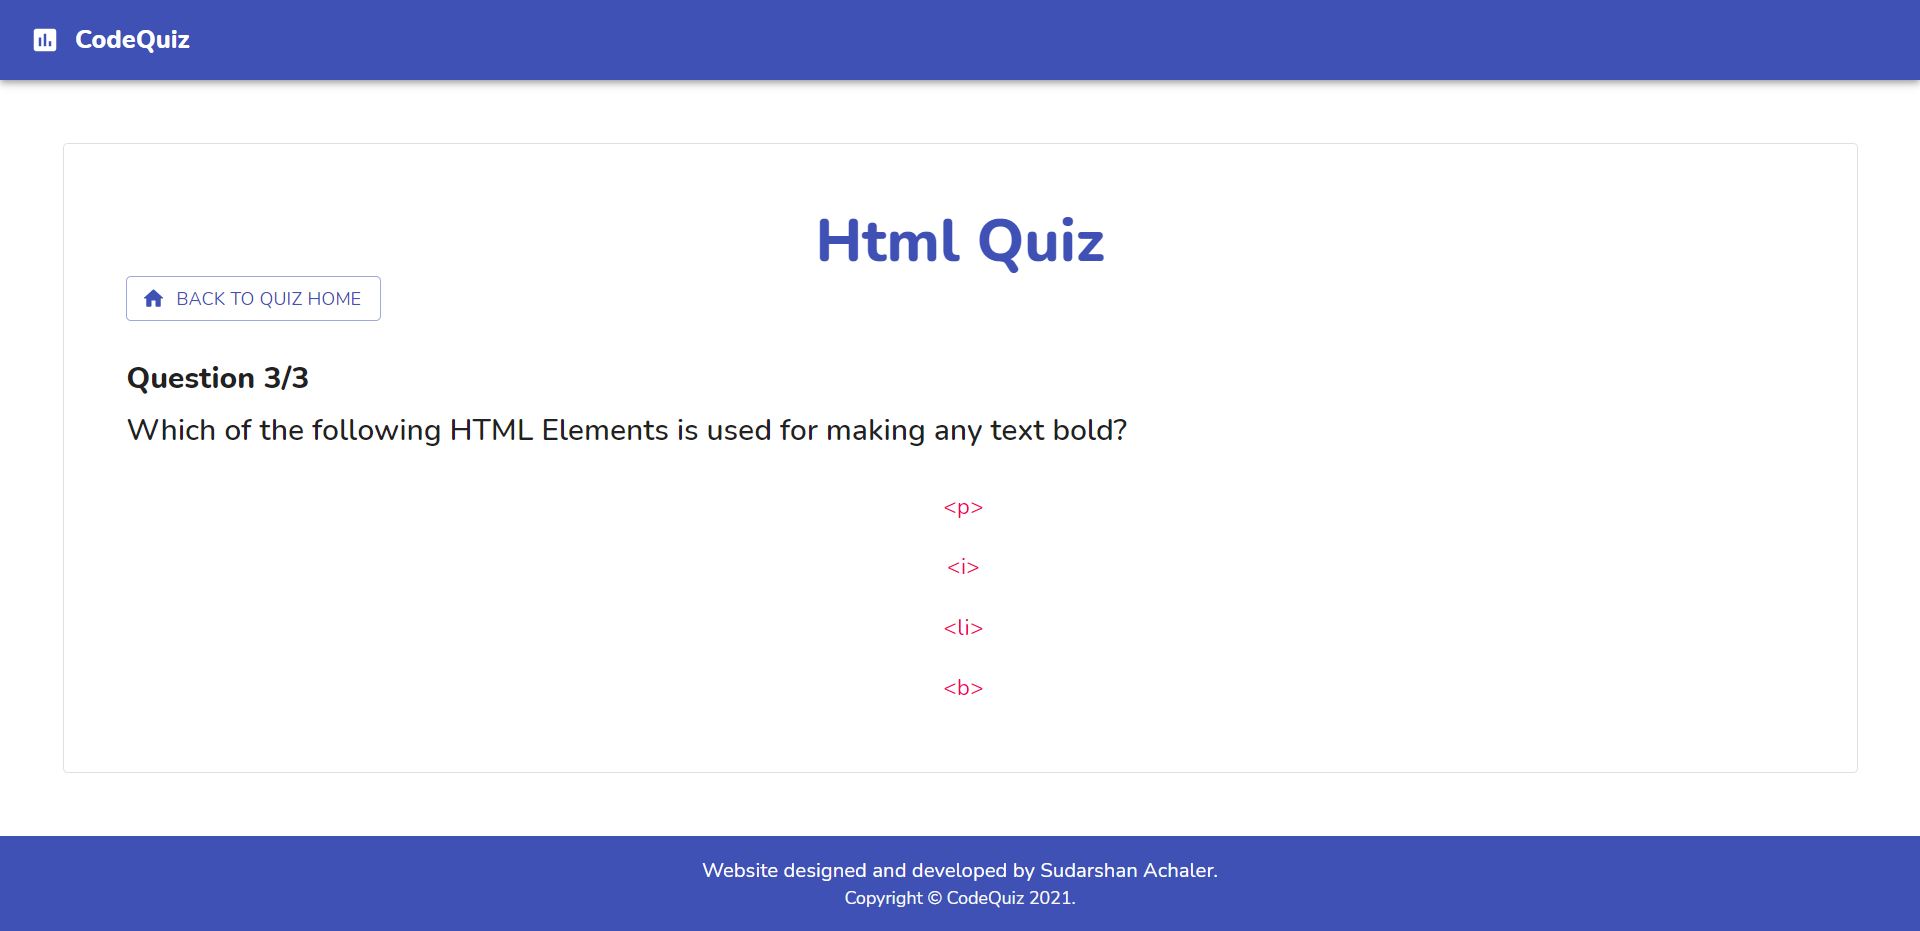 CodeQuiz
Html Quiz
BACK TO QUIZ HOME
Question 3/3
Which of the following HTML Elements is used for making any text bold?
<p>
<i>
<li>
<b>
Website designed and developed by Sudarshan Achaler.
Copyright © CodeQuiz 2021.